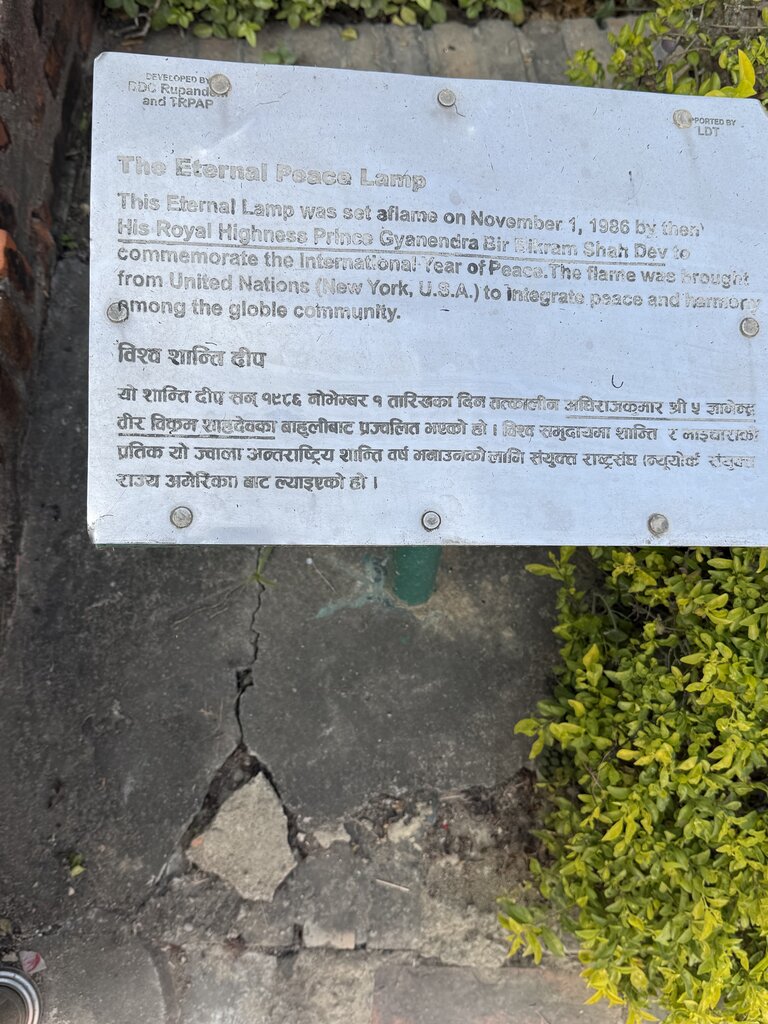 DEVELOPED BY
DDC Rupandehi
and TRPAP
PPORTED BY
LDT
The Eternal Peace Lamp
This Eternal Lamp was set aflame on November 1, 1986 by then
His Royal Highness Prince Gyanendra Bir Bikram Shah Dev to
commemorate the International Year of Peace.The flame was brought
from United Nations (New York, U.S.A.) to integrate peace and harmony
among the globle community.
विश्व शान्ति दीप
यो शान्ति दीप सन् १९८६ नोभेम्बर १ तारिखका दिन तत्कालीन अधिराजकुमार श्री ५ ज्ञानेन्द्र
वीर विक्रम शाहदेवका बाहुलीबाट प्रज्वलित भएको हो । विश्व समुदायमा शान्ति र भाइचाराको
प्रतिक यो ज्वाला अन्तराष्ट्रिय शान्ति वर्ष मनाउनको लागि संयुक्त राष्ट्रसंघ (न्यूयोर्क संयुक्त
राज्य अमेरिका) बाट ल्याइएको हो ।